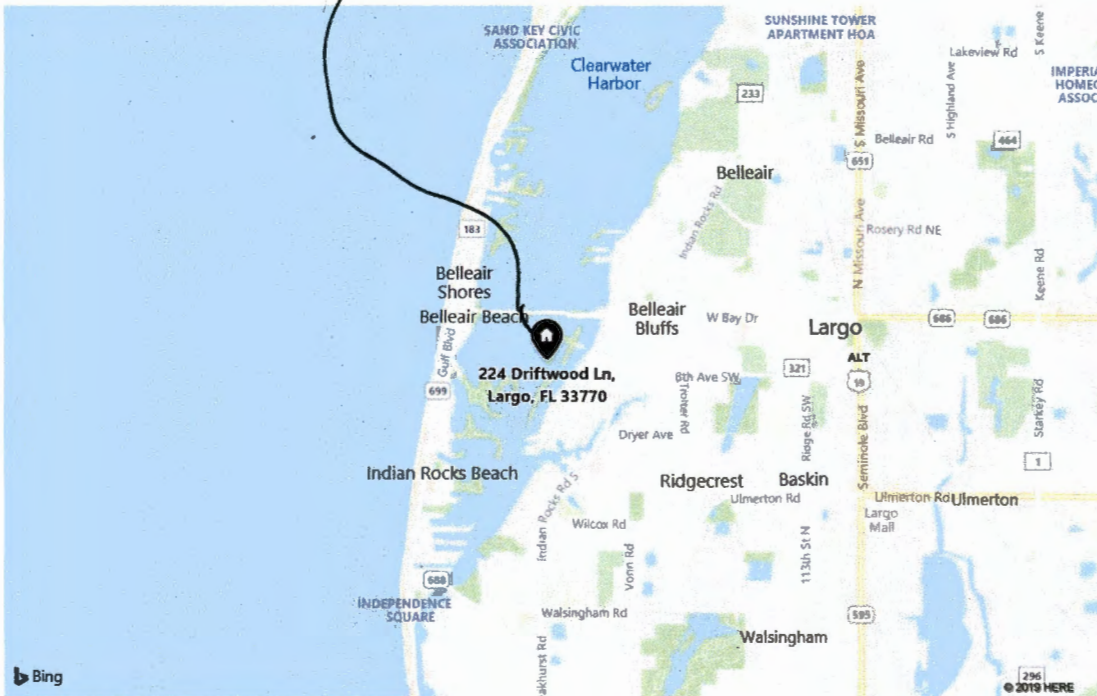 SAND KEY CIVIC
ASSOCIATION
SUNSHINE TOWER
APARTMENT HOA
Clearwater
Harbor
Lakeview Rd
S Keene
IMPERIA
HOMEO
ASSOC
S Missouri Ave
S Highland Ave
233
Belleair Rd
464
651
Belleair
Indian Rocks Rd
N Missouri Ave
Rosery Rd NE
183
Keene Rd
Belleair
Shores
Belleair Beach
Belleair
Bluffs
W Bay Dr
Largo
686
686
Gulf Blvd
ALT
19
321
224 Driftwood Ln,
Largo, FL 33770
8th Ave SW
699
Trotter Rd
Ridge Rd SW
Seminole Blvd
Starkey Rd
Dryer Ave
1
Indian Rocks Beach
Ridgecrest
Baskin
Ulmerton Rd
Ulmerton Rd
Ulmerton
Indian Rocks Rd S
Largo
Mall
Wilcox Rd
Vonn Rd
113th St N
688
INDEPENDENCE
SQUARE
Walsingham Rd
595
Walsingham
akhurst Rd
Bing
296
© 2019 HERE